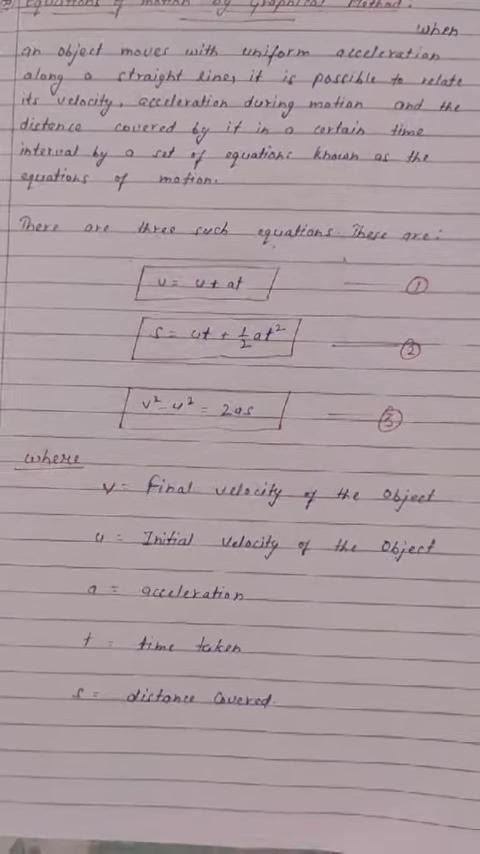 Equations of motion by Graphical Method.
When
an object moves with uniform acceleration
along a straight line, it is possible to relate
its velocity, acceleration during motion and the
distance covered by it in a certain time
interval by a set of equations known as the
equations of motion.
There are three such equations. These are:
v = u + at ①
s = ut + 1/2 at² ②
v² - u² = 2as ③
where
v = final velocity of the object
u = Initial velocity of the object
a = acceleration
t = time taken
s = distance covered.